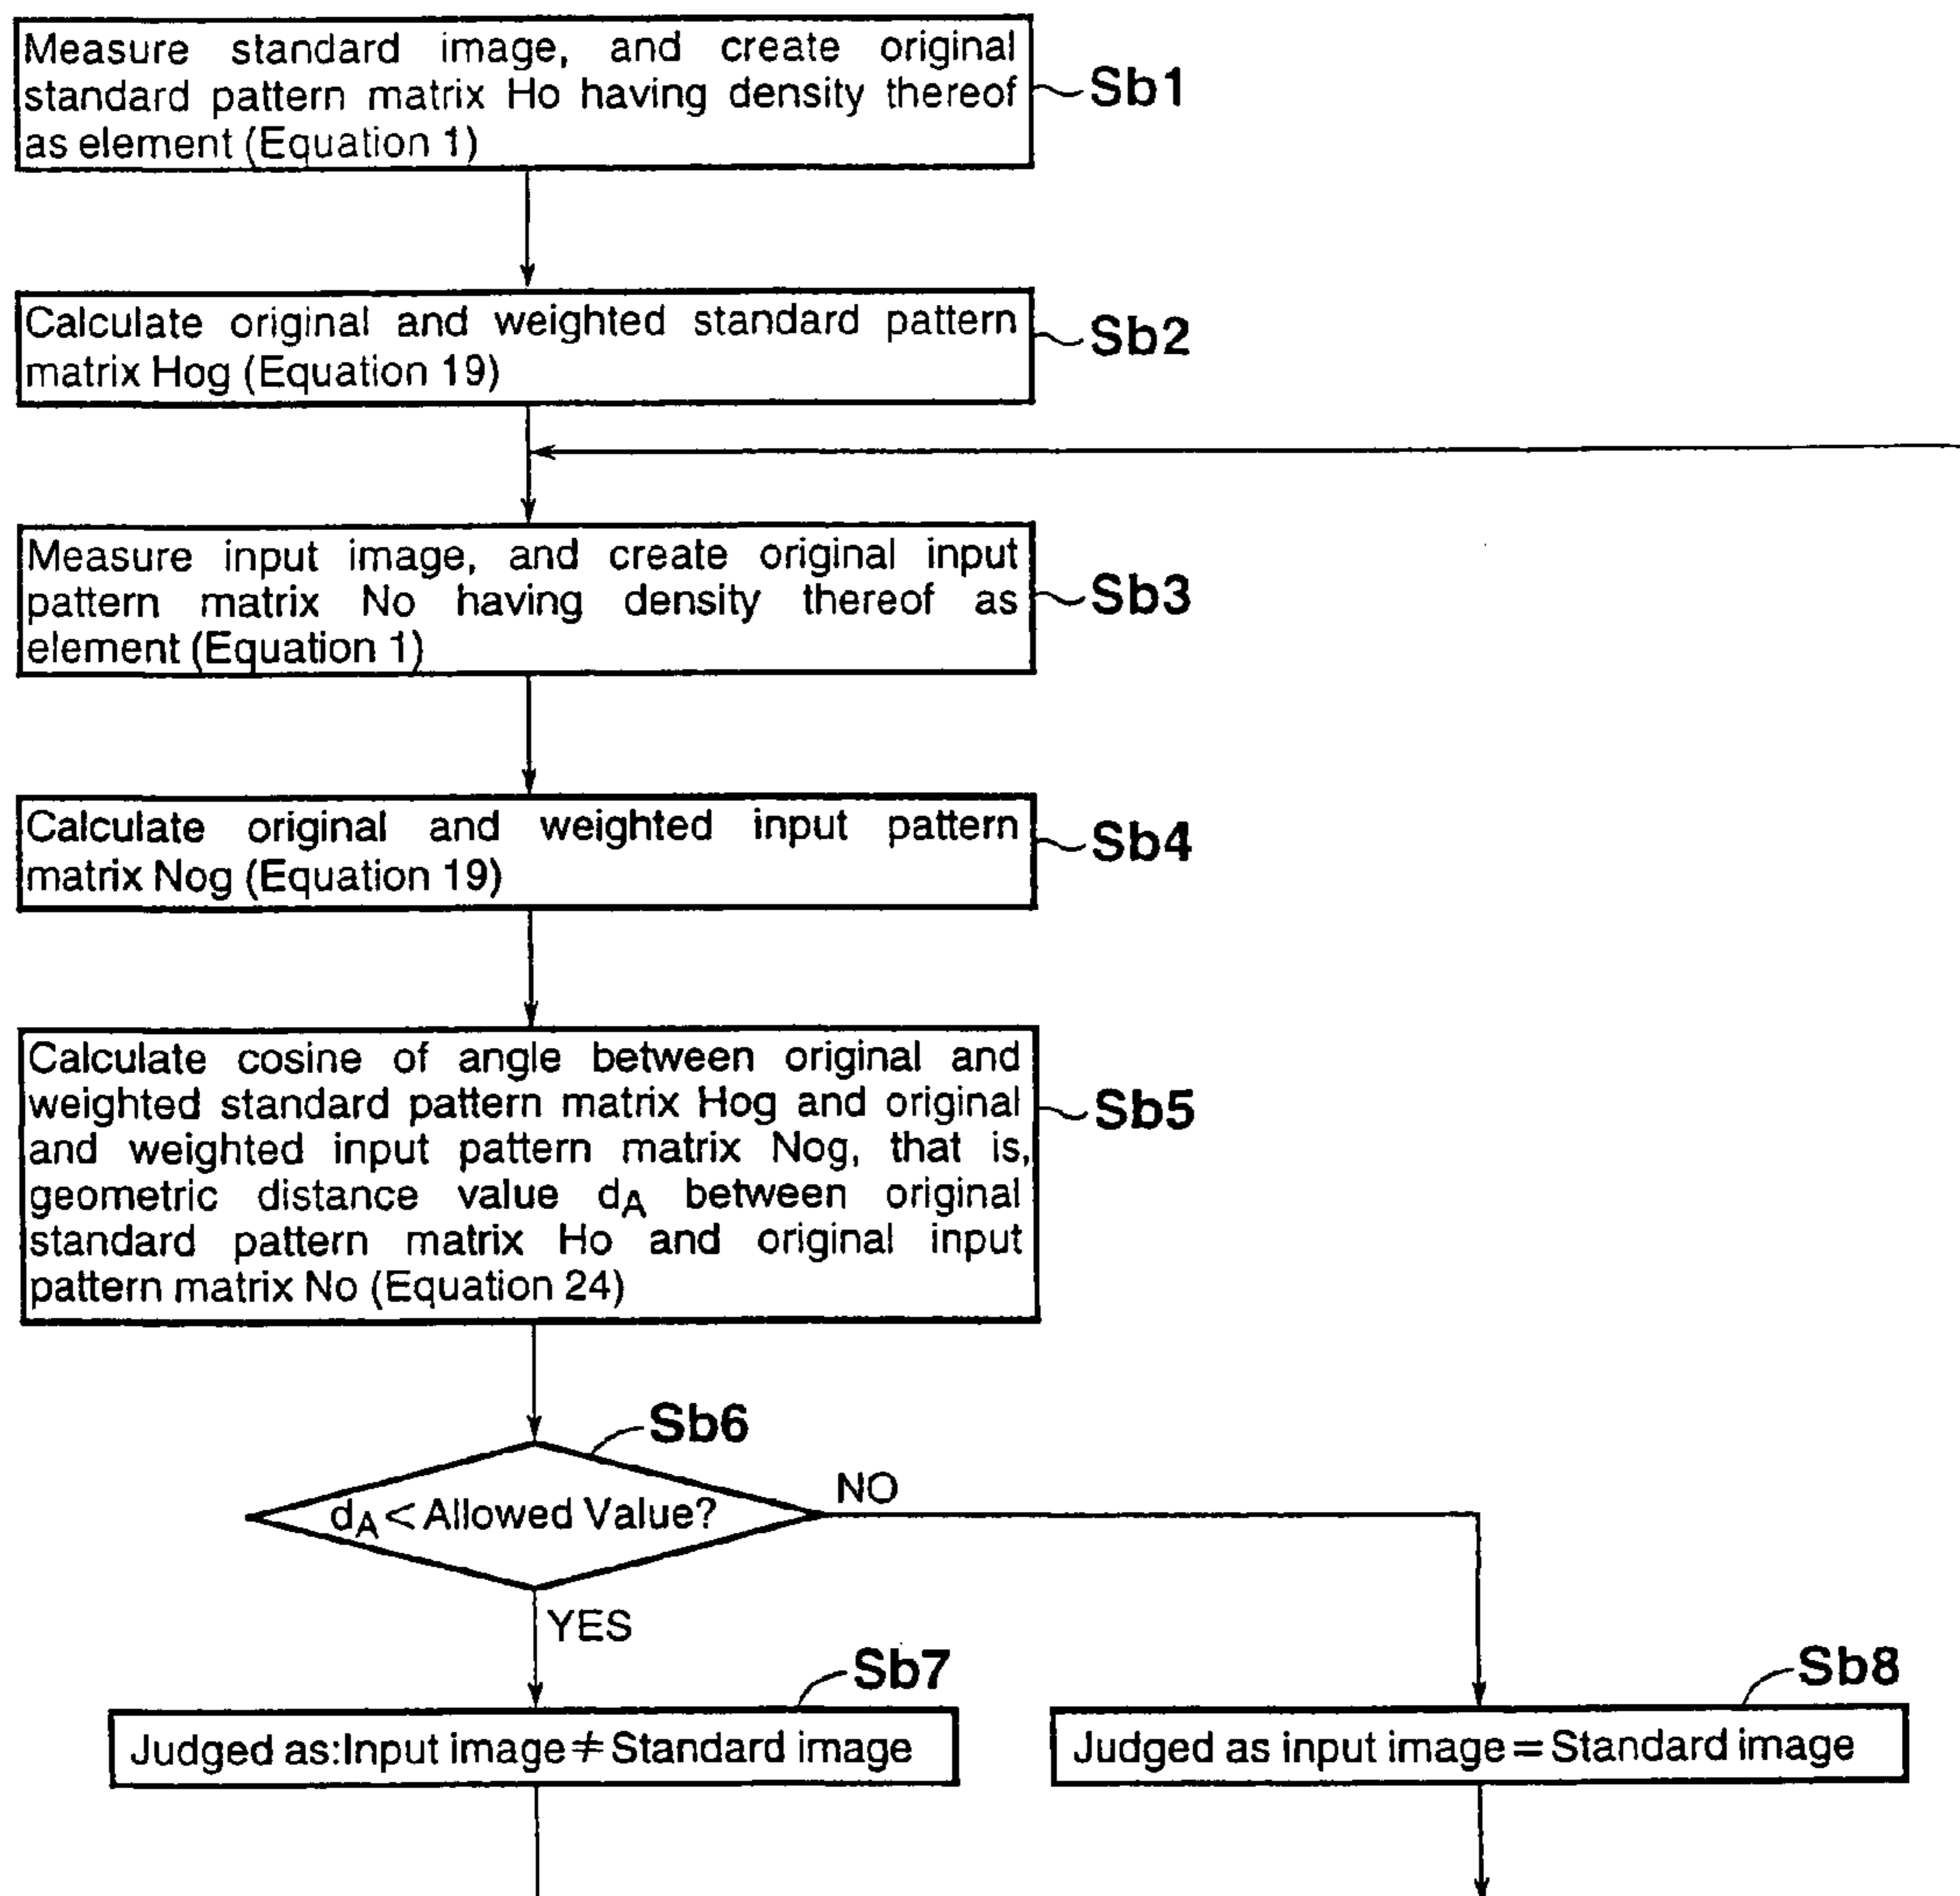 Measure standard image, and create original
standard pattern matrix Ho having density thereof
as element (Equation 1)
Sb1
Calculate original and weighted standard pattern
matrix Hog (Equation 19)
Sb2
Measure input image, and create original input
pattern matrix No having density thereof as
element (Equation 1)
Sb3
Calculate original and weighted input pattern
matrix Nog (Equation 19)
Sb4
Calculate cosine of angle between original and
weighted standard pattern matrix Hog and original
and weighted input pattern matrix Nog, that is,
geometric distance value dA between original
standard pattern matrix Ho and original input
pattern matrix No (Equation 24)
Sb5
Sb6
dA < Allowed Value?
NO
YES
Sb7
Judged as:Input image ≠ Standard image
Sb8
Judged as input image = Standard image